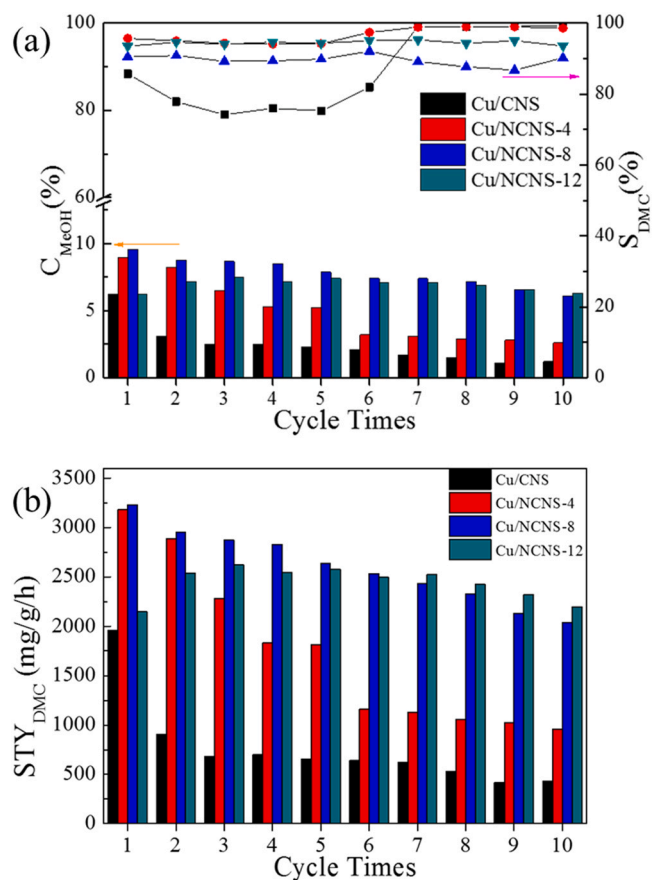 (a)
100
90
80
60
10
5
0
C_MeOH (%)
100
80
60
40
20
0
S_DMC (%)
Cu/CNS
Cu/NCNS-4
Cu/NCNS-8
Cu/NCNS-12
1 2 3 4 5 6 7 8 9 10
Cycle Times
(b)
3500
3000
2500
2000
1500
1000
500
0
STY_DMC (mg/g/h)
Cu/CNS
Cu/NCNS-4
Cu/NCNS-8
Cu/NCNS-12
1 2 3 4 5 6 7 8 9 10
Cycle Times